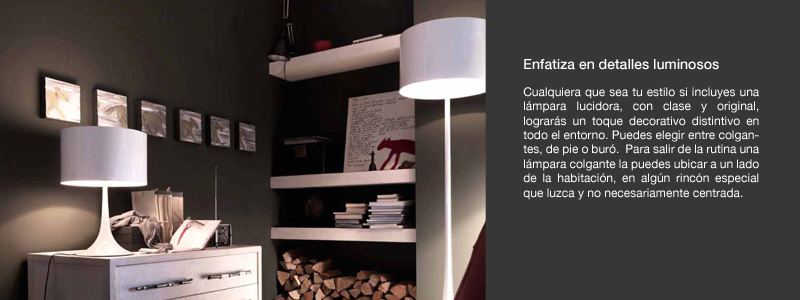 Enfatiza en detalles luminosos
Cualquiera que sea tu estilo si incluyes una
lámpara lucidora, con clase y original,
lograrás un toque decorativo distintivo en
todo el entorno. Puedes elegir entre colgan-
tes, de pie o buró. Para salir de la rutina una
lámpara colgante la puedes ubicar a un lado
de la habitación, en algún rincón especial
que luzca y no necesariamente centrada.